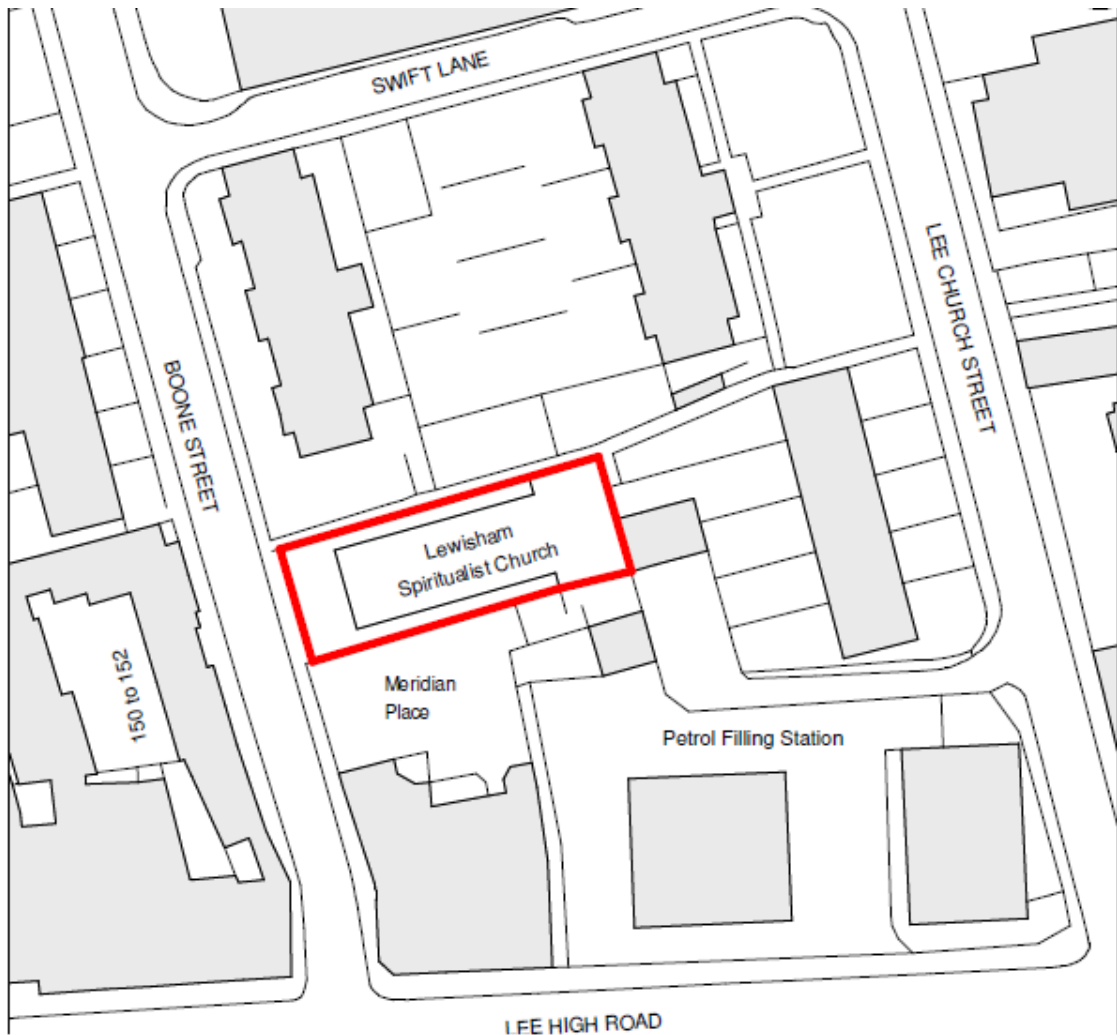 SWIFT LANE
LEE CHURCH STREET
BOONE STREET
Lewisham
Spiritualist Church
150 to 152
Meridian
Place
Petrol Filling Station
LEE HIGH ROAD